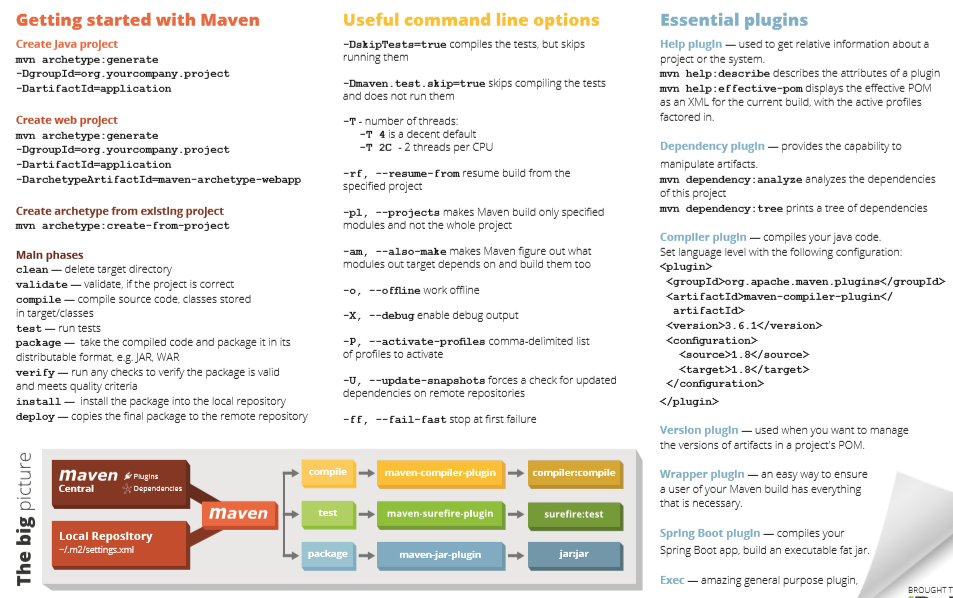 Getting started with Maven
Create Java project
mvn archetype:generate
-DgroupId=org.yourcompany.project
-DartifactId=application
Create web project
mvn archetype:generate
-DgroupId=org.yourcompany.project
-DartifactId=application
-DarchetypeArtifactId=maven-archetype-webapp
Create archetype from existing project
mvn archetype:create-from-project
Main phases
clean — delete target directory
validate — validate, if the project is correct
compile — compile source code, classes stored
in target/classes
test — run tests
package — take the compiled code and package it in its
distributable format, e.g. JAR, WAR
verify — run any checks to verify the package is valid
and meets quality criteria
install — install the package into the local repository
deploy — copies the final package to the remote repository
Useful command line options
-DskipTests=true compiles the tests, but skips
running them
-Dmaven.test.skip=true skips compiling the tests
and does not run them
-T - number of threads:
-T 4 is a decent default
-T 2C - 2 threads per CPU
-rf, --resume-from resume build from the
specified project
-pl, --projects makes Maven build only specified
modules and not the whole project
-am, --also-make makes Maven figure out what
modules out target depends on and build them too
-o, --offline work offline
-X, --debug enable debug output
-P, --activate-profiles comma-delimited list
of profiles to activate
-U, --update-snapshots forces a check for updated
dependencies on remote repositories
-ff, --fail-fast stop at first failure
Essential plugins
Help plugin — used to get relative information about a
project or the system.
mvn help:describe describes the attributes of a plugin
mvn help:effective-pom displays the effective POM
as an XML for the current build, with the active profiles
factored in.
Dependency plugin — provides the capability to
manipulate artifacts.
mvn dependency:analyze analyzes the dependencies
of this project
mvn dependency:tree prints a tree of dependencies
Compiler plugin — compiles your java code.
Set language level with the following configuration:
<plugin>
<groupId>org.apache.maven.plugins</groupId>
<artifactId>maven-compiler-plugin</
artifactId>
<version>3.6.1</version>
<configuration>
<source>1.8</source>
<target>1.8</target>
</configuration>
</plugin>
Version plugin — used when you want to manage
the versions of artifacts in a project's POM.
Wrapper plugin — an easy way to ensure
a user of your Maven build has everything
that is necessary.
Spring Boot plugin — compiles your
Spring Boot app, build an executable fat jar.
Exec — amazing general purpose plugin,
BROUGHT T
The big picture
maven Plugins
Central Dependencies
Local Repository
~/.m2/settings.xml
maven
compile
maven-compiler-plugin
compiler:compile
test
maven-surefire-plugin
surefire:test
package
maven-jar-plugin
jar:jar